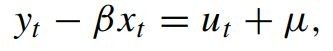 yₜ − βxₜ = uₜ + μ,